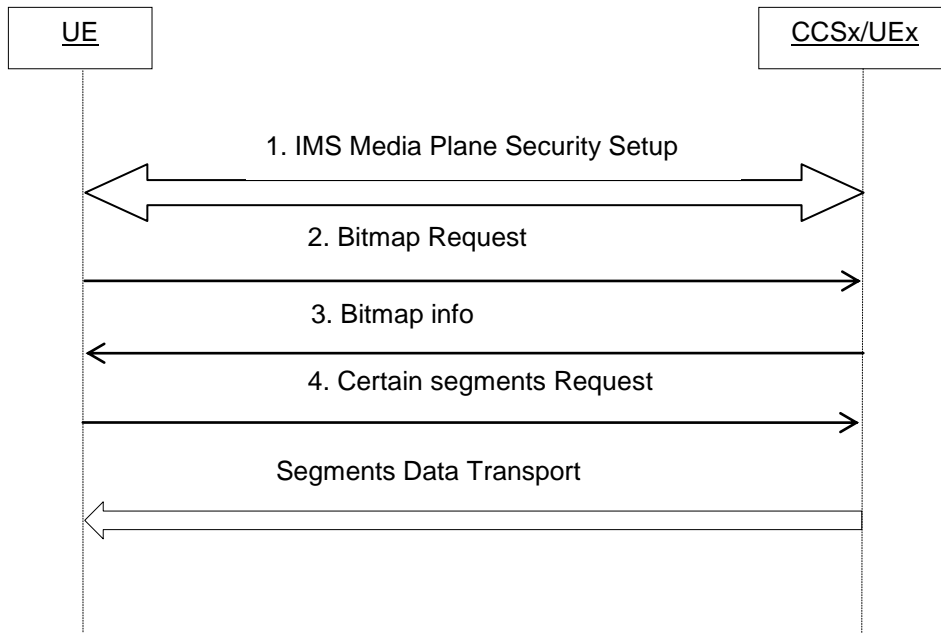 UE
CCSx/UEx
1. IMS Media Plane Security Setup
2. Bitmap Request
3. Bitmap info
4. Certain segments Request
Segments Data Transport